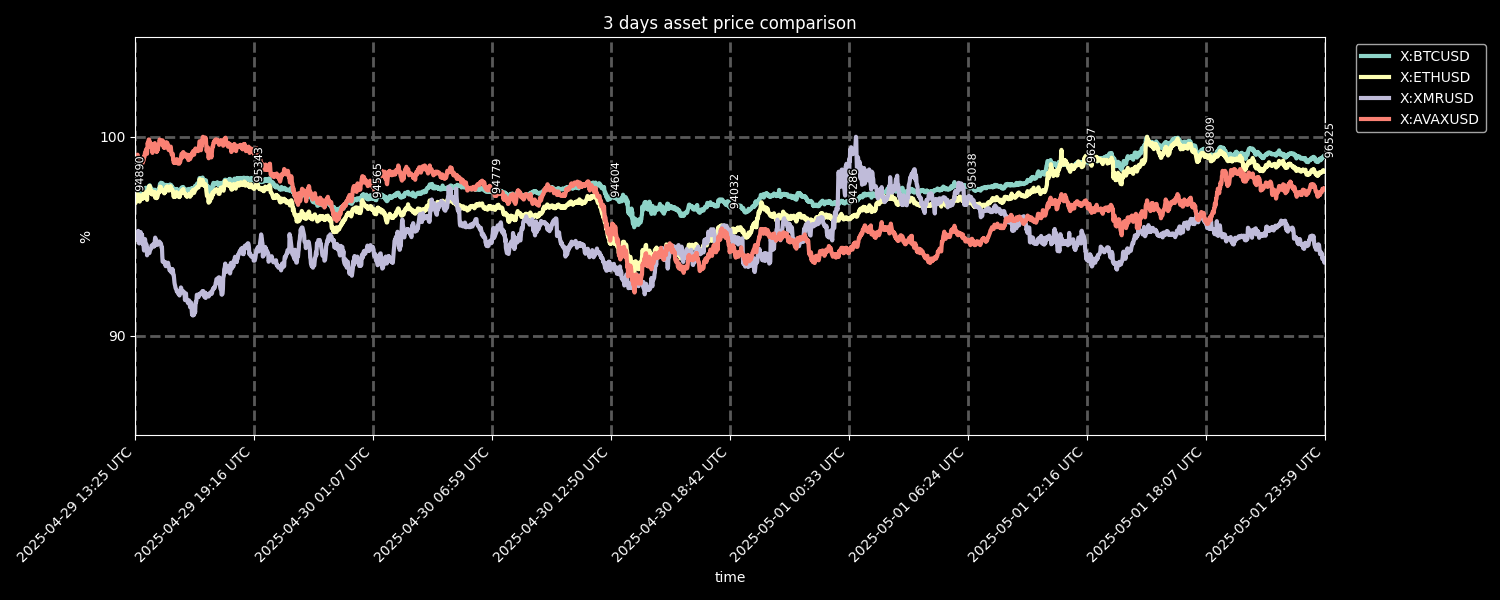 3 days asset price comparison
X:BTCUSD
X:ETHUSD
X:XMRUSD
X:AVAXUSD
100
90
%
94890
95343
94565
94779
94604
94032
94286
95038
96297
96809
96525
2025-04-29 13:25 UTC
2025-04-29 19:16 UTC
2025-04-30 01:07 UTC
2025-04-30 06:59 UTC
2025-04-30 12:50 UTC
2025-04-30 18:42 UTC
2025-05-01 00:33 UTC
2025-05-01 06:24 UTC
2025-05-01 12:16 UTC
2025-05-01 18:07 UTC
2025-05-01 23:59 UTC
time